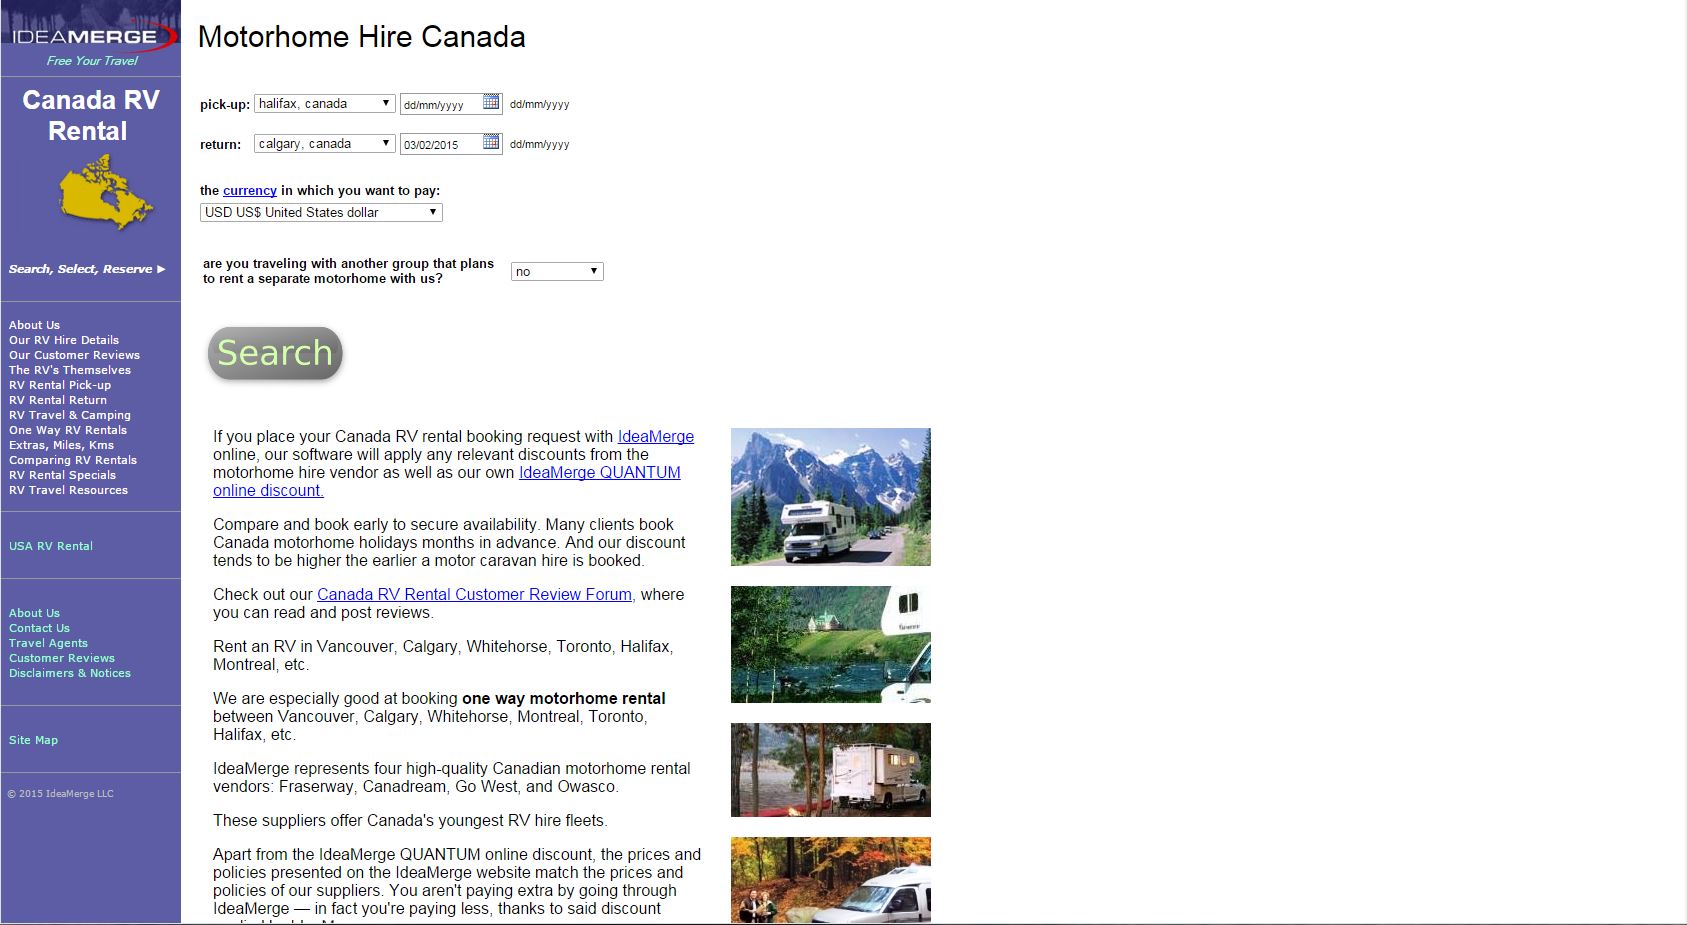 IDEAMERGE
Free Your Travel
Canada RV
Rental
Search, Select, Reserve ►
About Us
Our RV Hire Details
Our Customer Reviews
The RV's Themselves
RV Rental Pick-up
RV Rental Return
RV Travel & Camping
One Way RV Rentals
Extras, Miles, Kms
Comparing RV Rentals
RV Rental Specials
RV Travel Resources
USA RV Rental
About Us
Contact Us
Travel Agents
Customer Reviews
Disclaimers & Notices
Site Map
© 2015 IdeaMerge LLC
Motorhome Hire Canada
pick-up: halifax, canada dd/mm/yyyy dd/mm/yyyy
return: calgary, canada 03/02/2015 dd/mm/yyyy
the currency in which you want to pay:
USD US$ United States dollar
are you traveling with another group that plans
to rent a separate motorhome with us? no
Search
If you place your Canada RV rental booking request with IdeaMerge
online, our software will apply any relevant discounts from the
motorhome hire vendor as well as our own IdeaMerge QUANTUM
online discount.
Compare and book early to secure availability. Many clients book
Canada motorhome holidays months in advance. And our discount
tends to be higher the earlier a motor caravan hire is booked.
Check out our Canada RV Rental Customer Review Forum, where
you can read and post reviews.
Rent an RV in Vancouver, Calgary, Whitehorse, Toronto, Halifax,
Montreal, etc.
We are especially good at booking one way motorhome rental
between Vancouver, Calgary, Whitehorse, Montreal, Toronto,
Halifax, etc.
IdeaMerge represents four high-quality Canadian motorhome rental
vendors: Fraserway, Canadream, Go West, and Owasco.
These suppliers offer Canada's youngest RV hire fleets.
Apart from the IdeaMerge QUANTUM online discount, the prices and
policies presented on the IdeaMerge website match the prices and
policies of our suppliers. You aren't paying extra by going through
IdeaMerge — in fact you're paying less, thanks to said discount